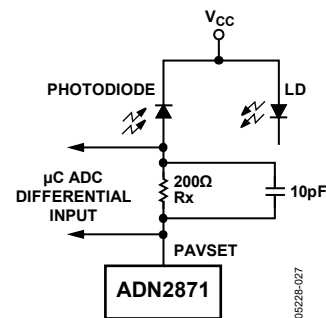 VCC
PHOTODIODE
LD
µC ADC
DIFFERENTIAL
INPUT
200Ω
Rx
10pF
PAVSET
ADN2871
05228-027